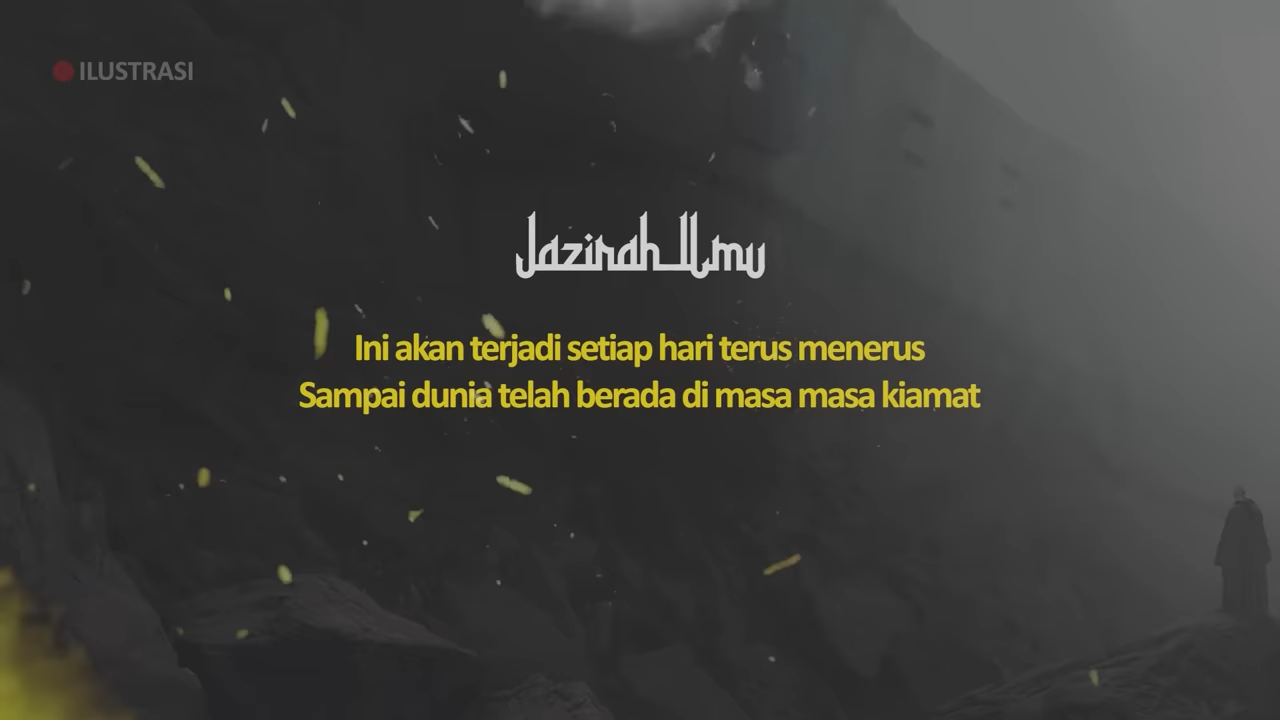 ILUSTRASI
Jazirah Ilmu
Ini akan terjadi setiap hari terus menerus
Sampai dunia telah berada di masa masa kiamat